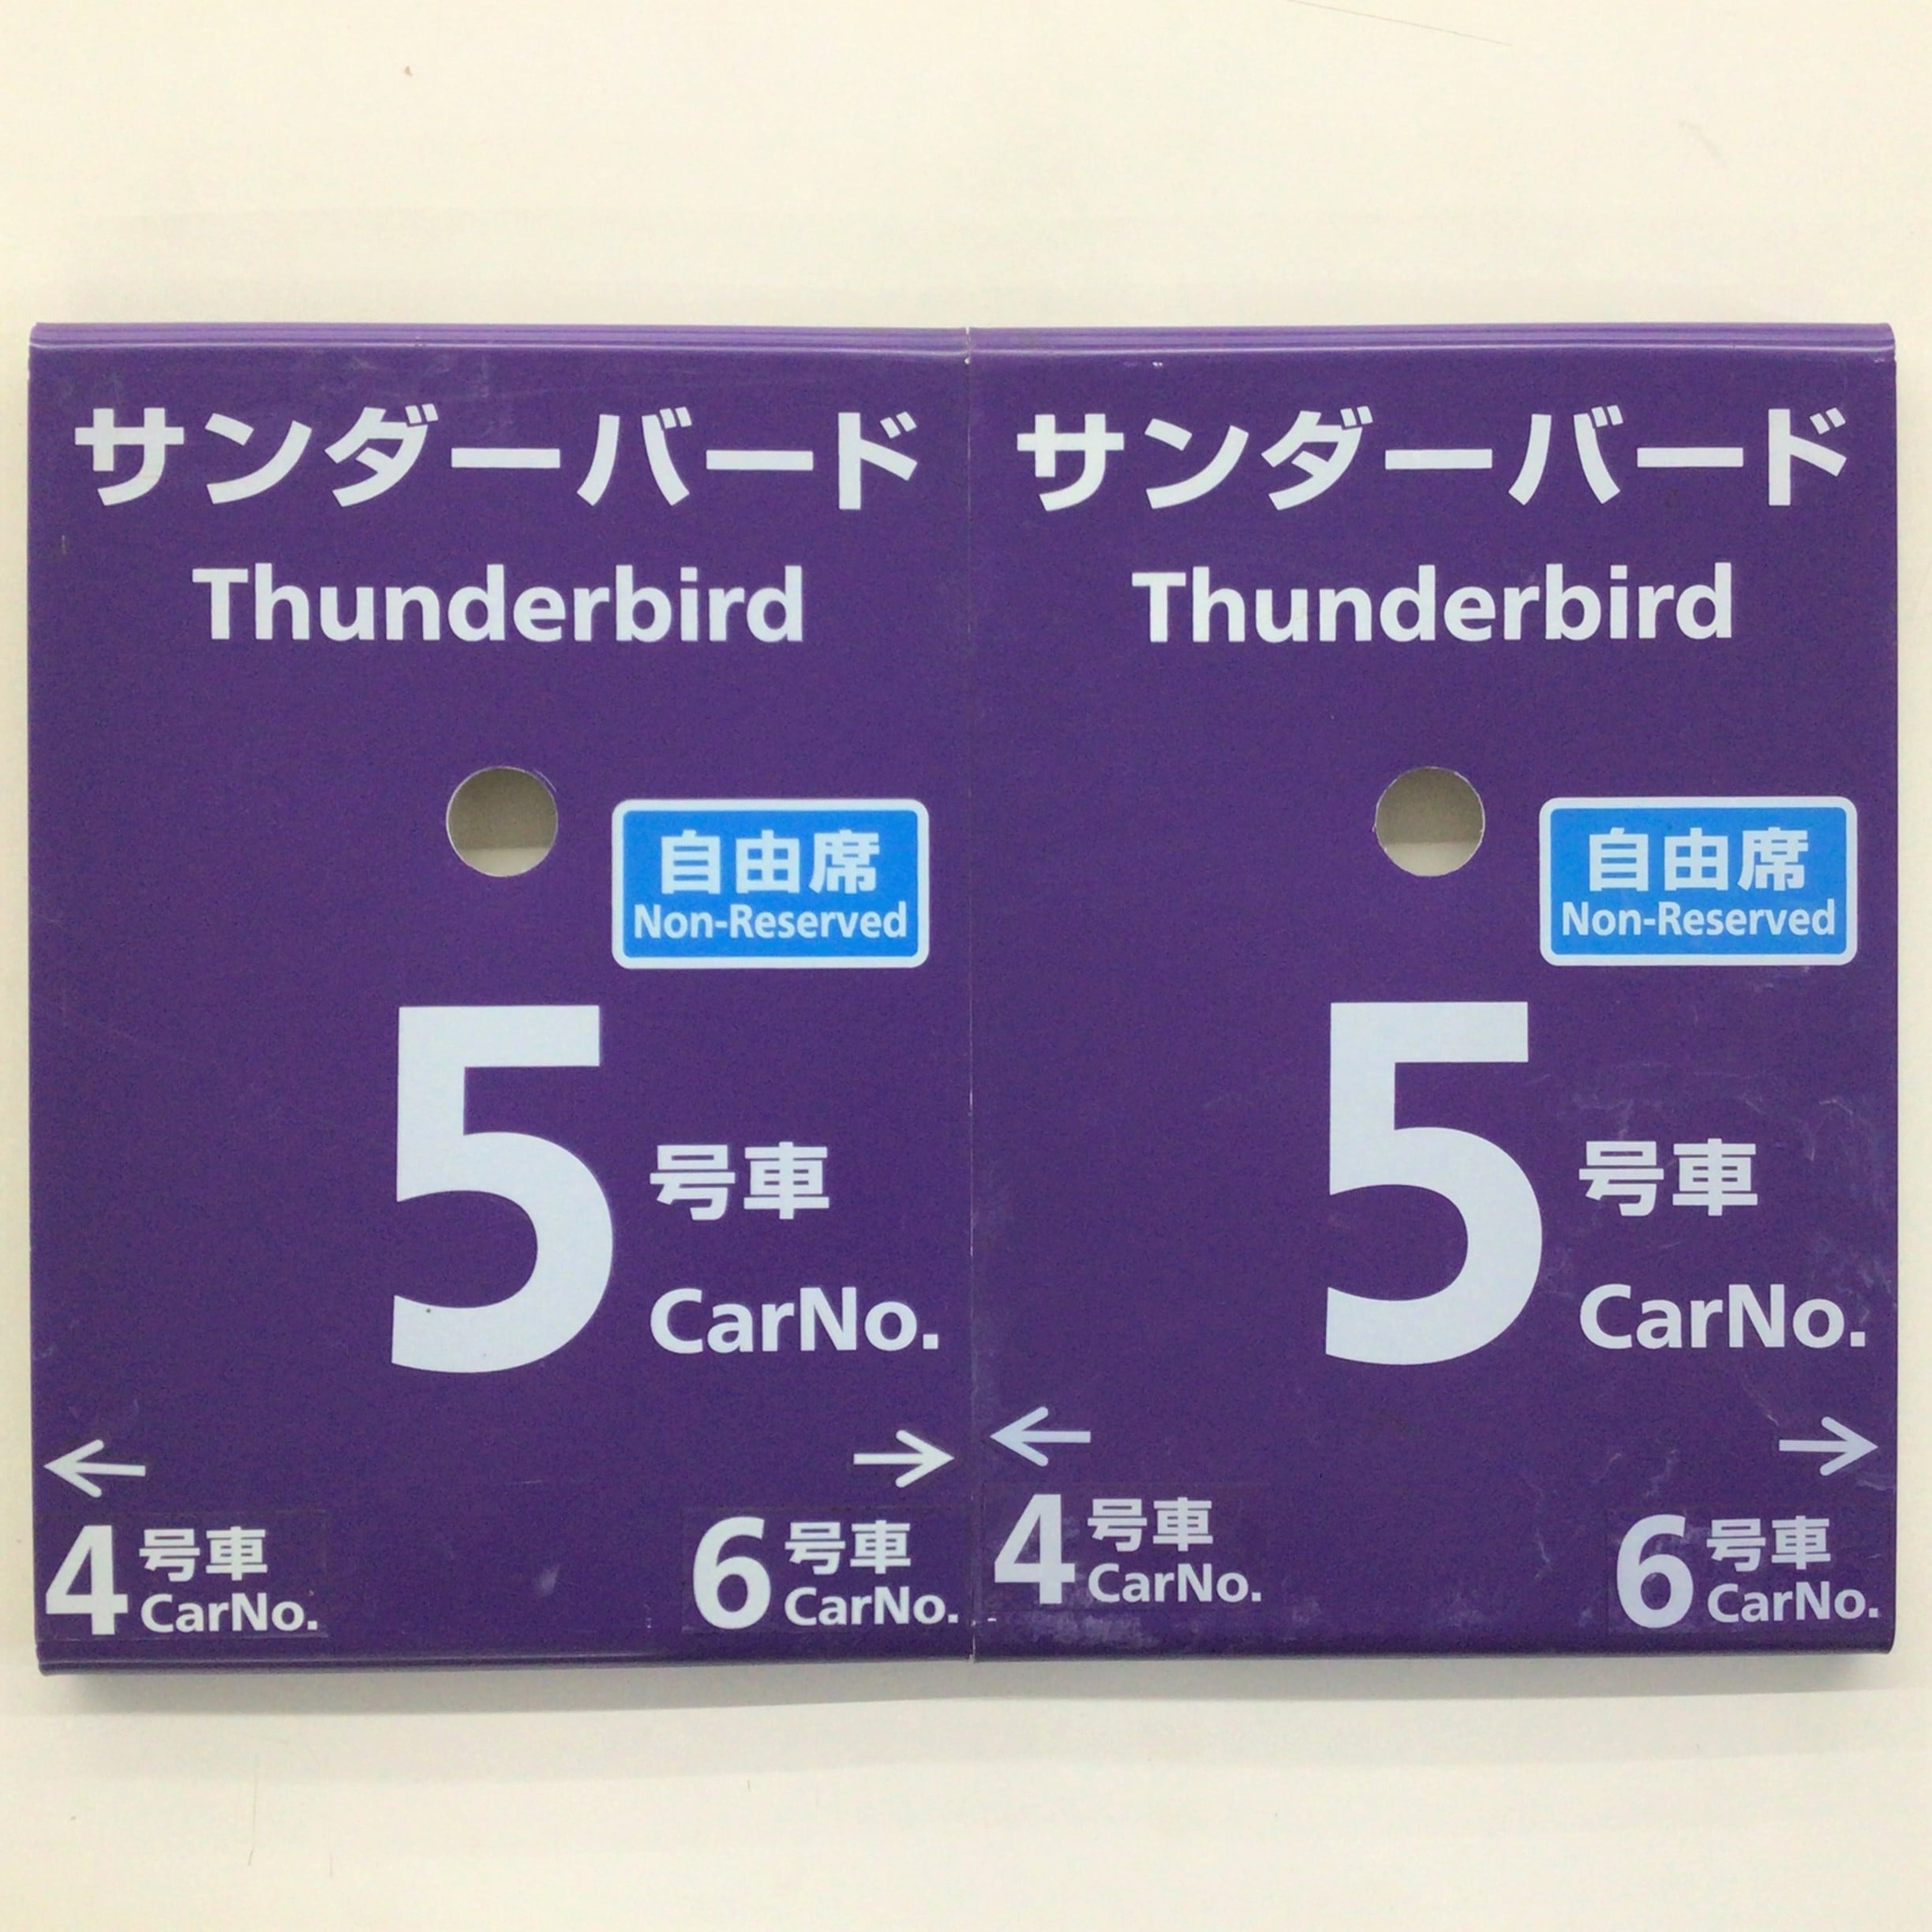 サンダーバード
Thunderbird
自由席
Non-Reserved
5号車
CarNo.
← →
4号車
CarNo.
6号車
CarNo.
サンダーバード
Thunderbird
自由席
Non-Reserved
5号車
CarNo.
← →
4号車
CarNo.
6号車
CarNo.